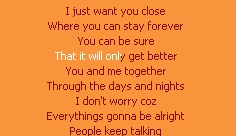 I just want you close
Where you can stay forever
You can be sure
That it will only get better
You and me together
Through the days and nights
I don't worry coz
Everythings gonna be alright
People keep talking